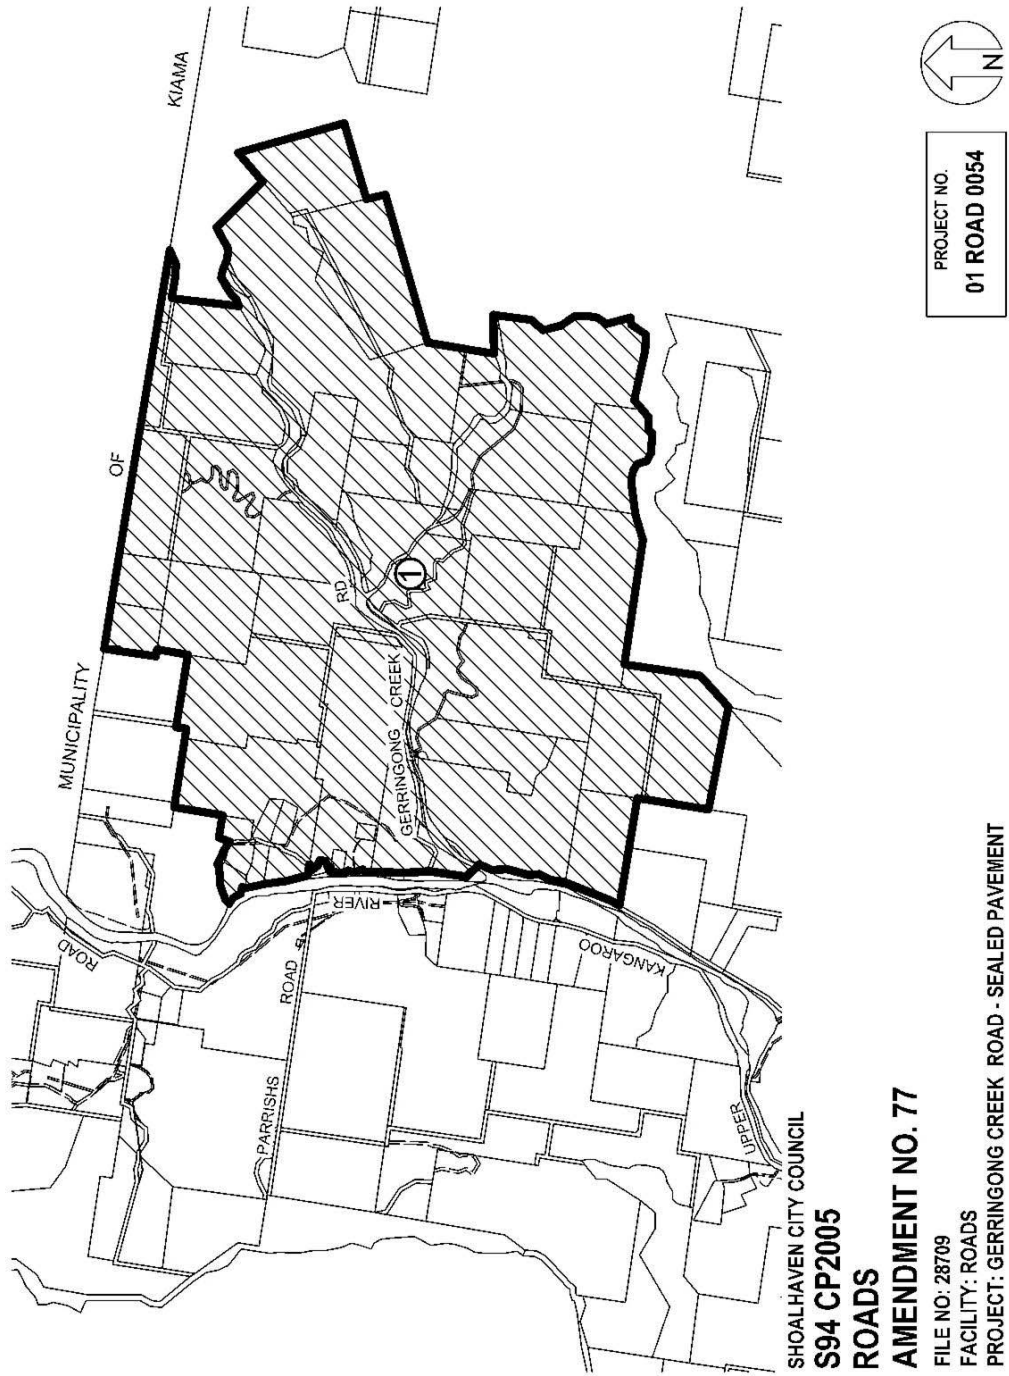 MUNICIPALITY OF KIAMA
GERRINGONG CREEK RD
1
ROAD
RIVER
KANGAROO
UPPER
PARRISHS ROAD
SHOALHAVEN CITY COUNCIL
S94 CP2005
ROADS
AMENDMENT NO. 77
FILE NO: 28709
FACILITY: ROADS
PROJECT: GERRINGONG CREEK ROAD - SEALED PAVEMENT
PROJECT NO.
01 ROAD 0054
N